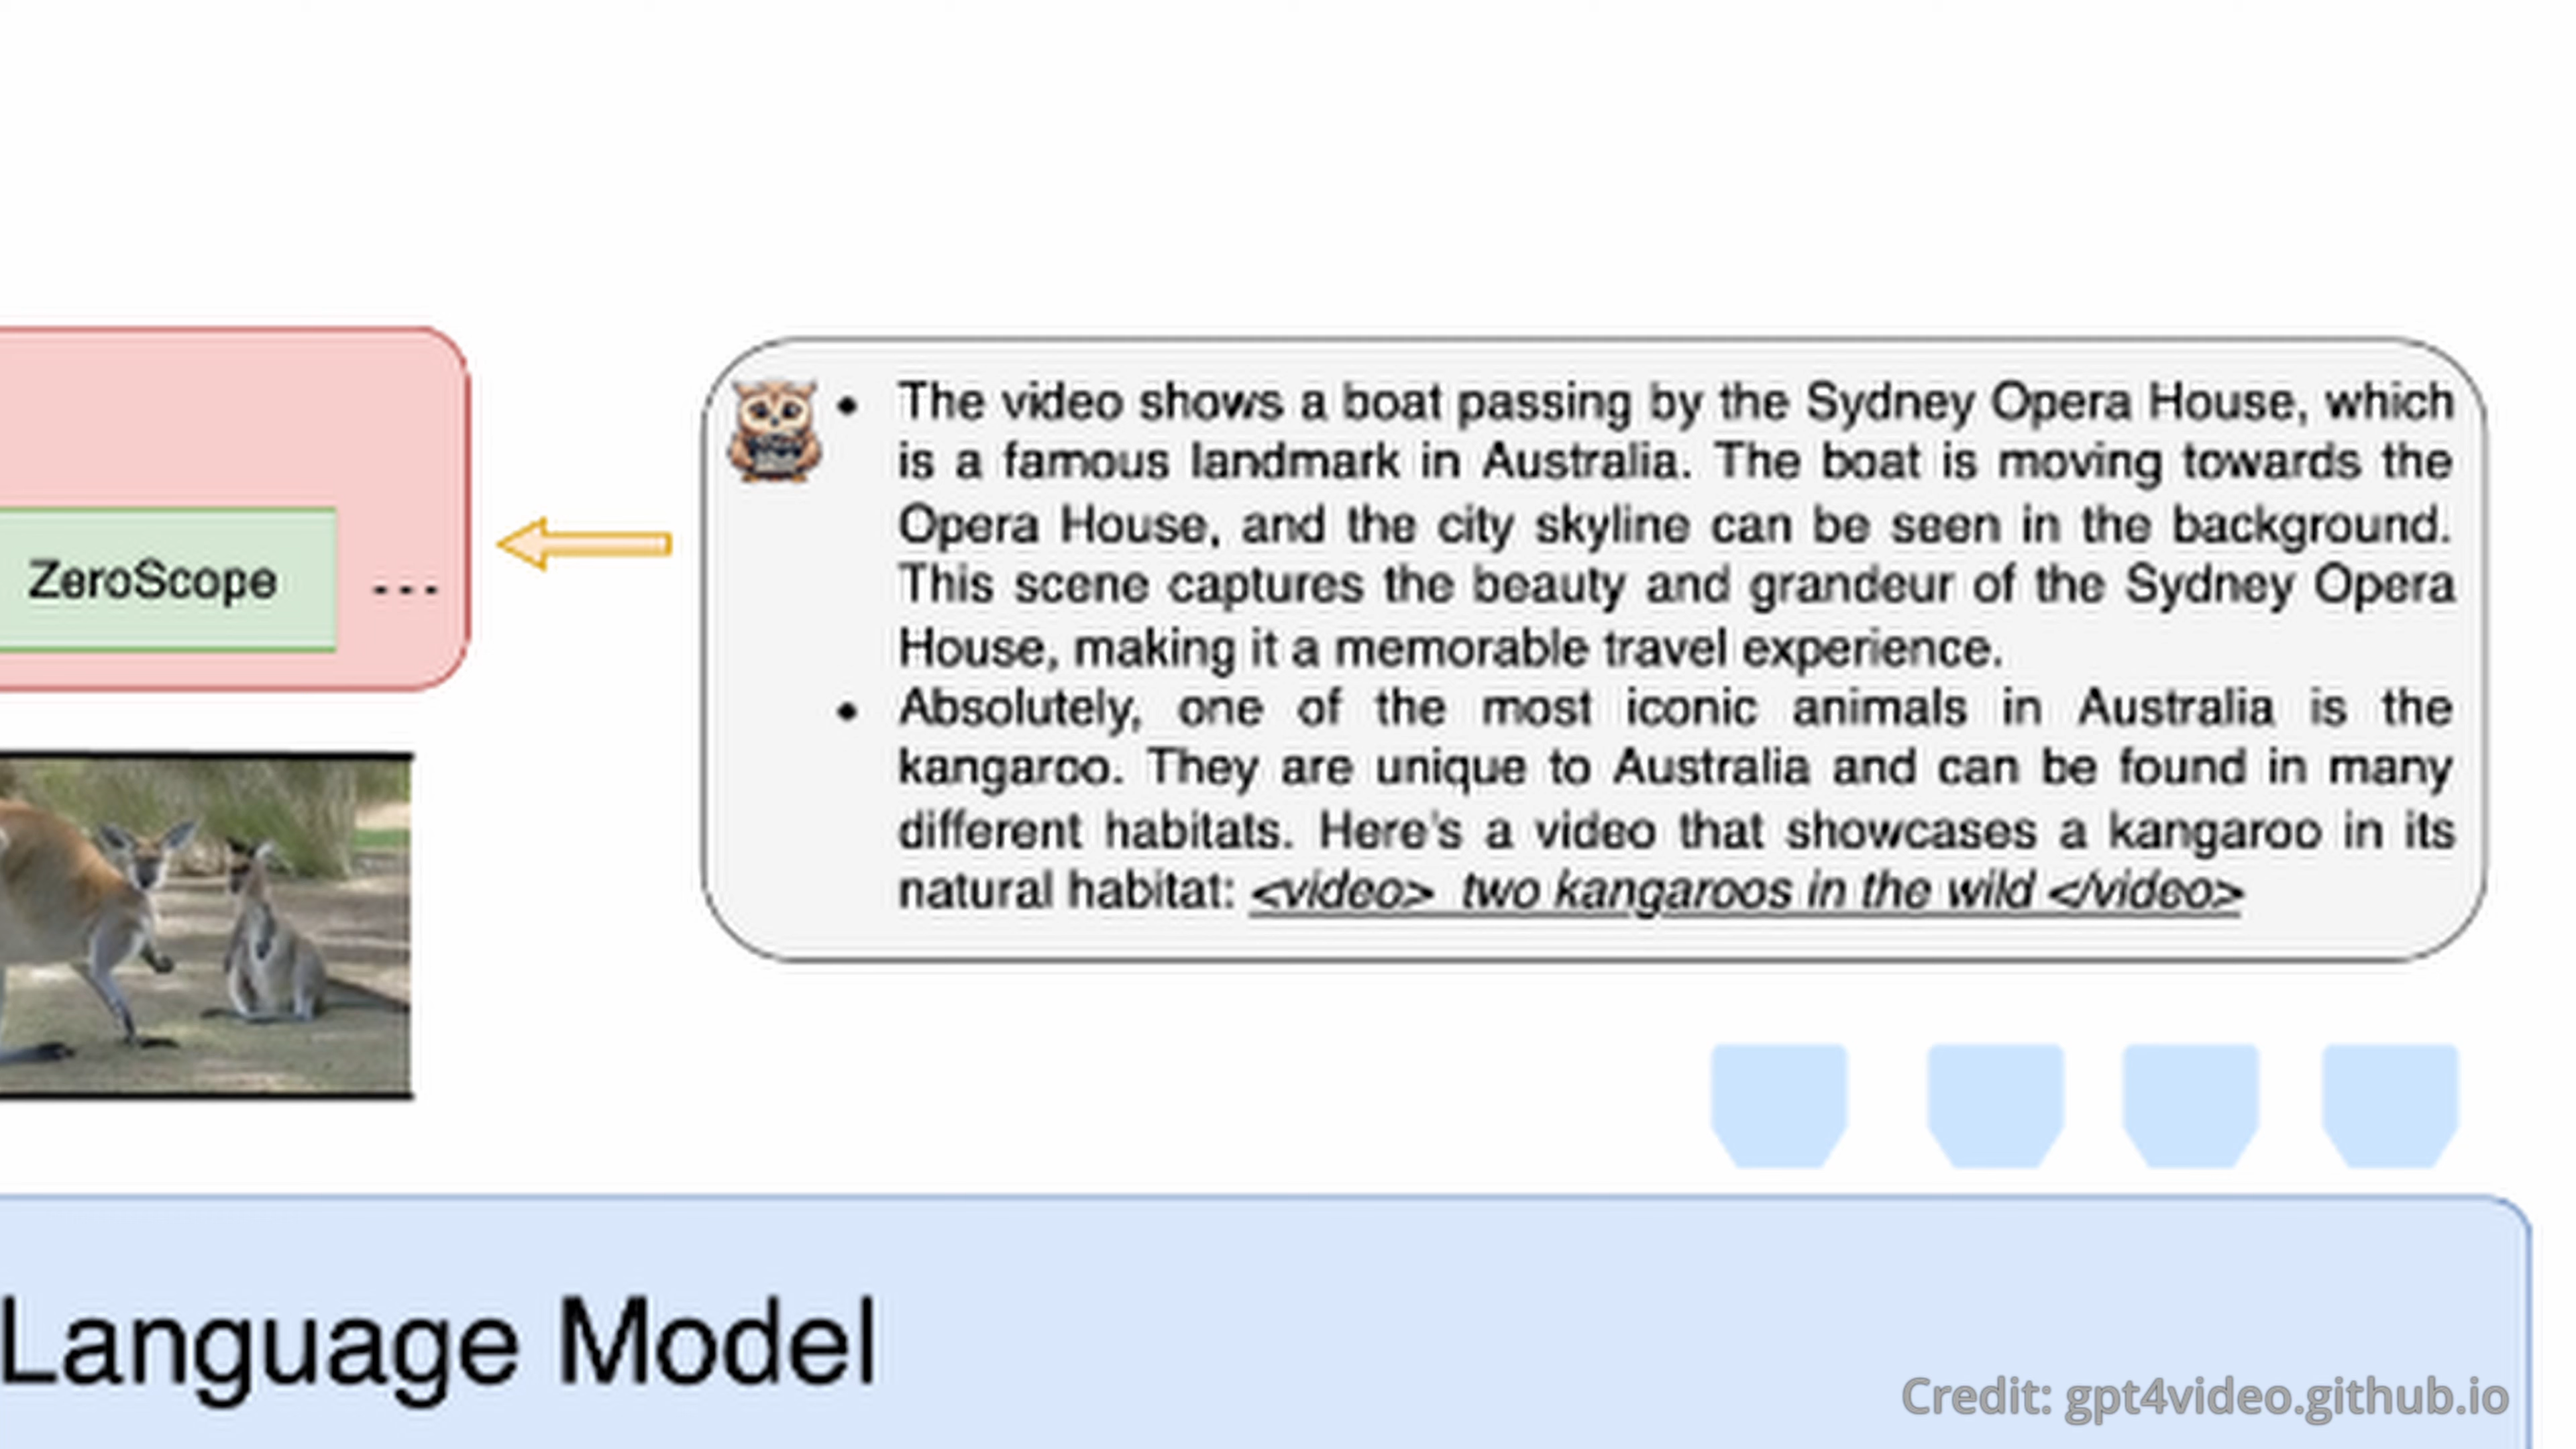 The video shows a boat passing by the Sydney Opera House, which
is a famous landmark in Australia. The boat is moving towards the
Opera House, and the city skyline can be seen in the background.
This scene captures the beauty and grandeur of the Sydney Opera
House, making it a memorable travel experience.
Absolutely, one of the most iconic animals in Australia is the
kangaroo. They are unique to Australia and can be found in many
different habitats. Here's a video that showcases a kangaroo in its
natural habitat: <video> two kangaroos in the wild </video>
ZeroScope ---
Language Model
Credit: gpt4video.github.io